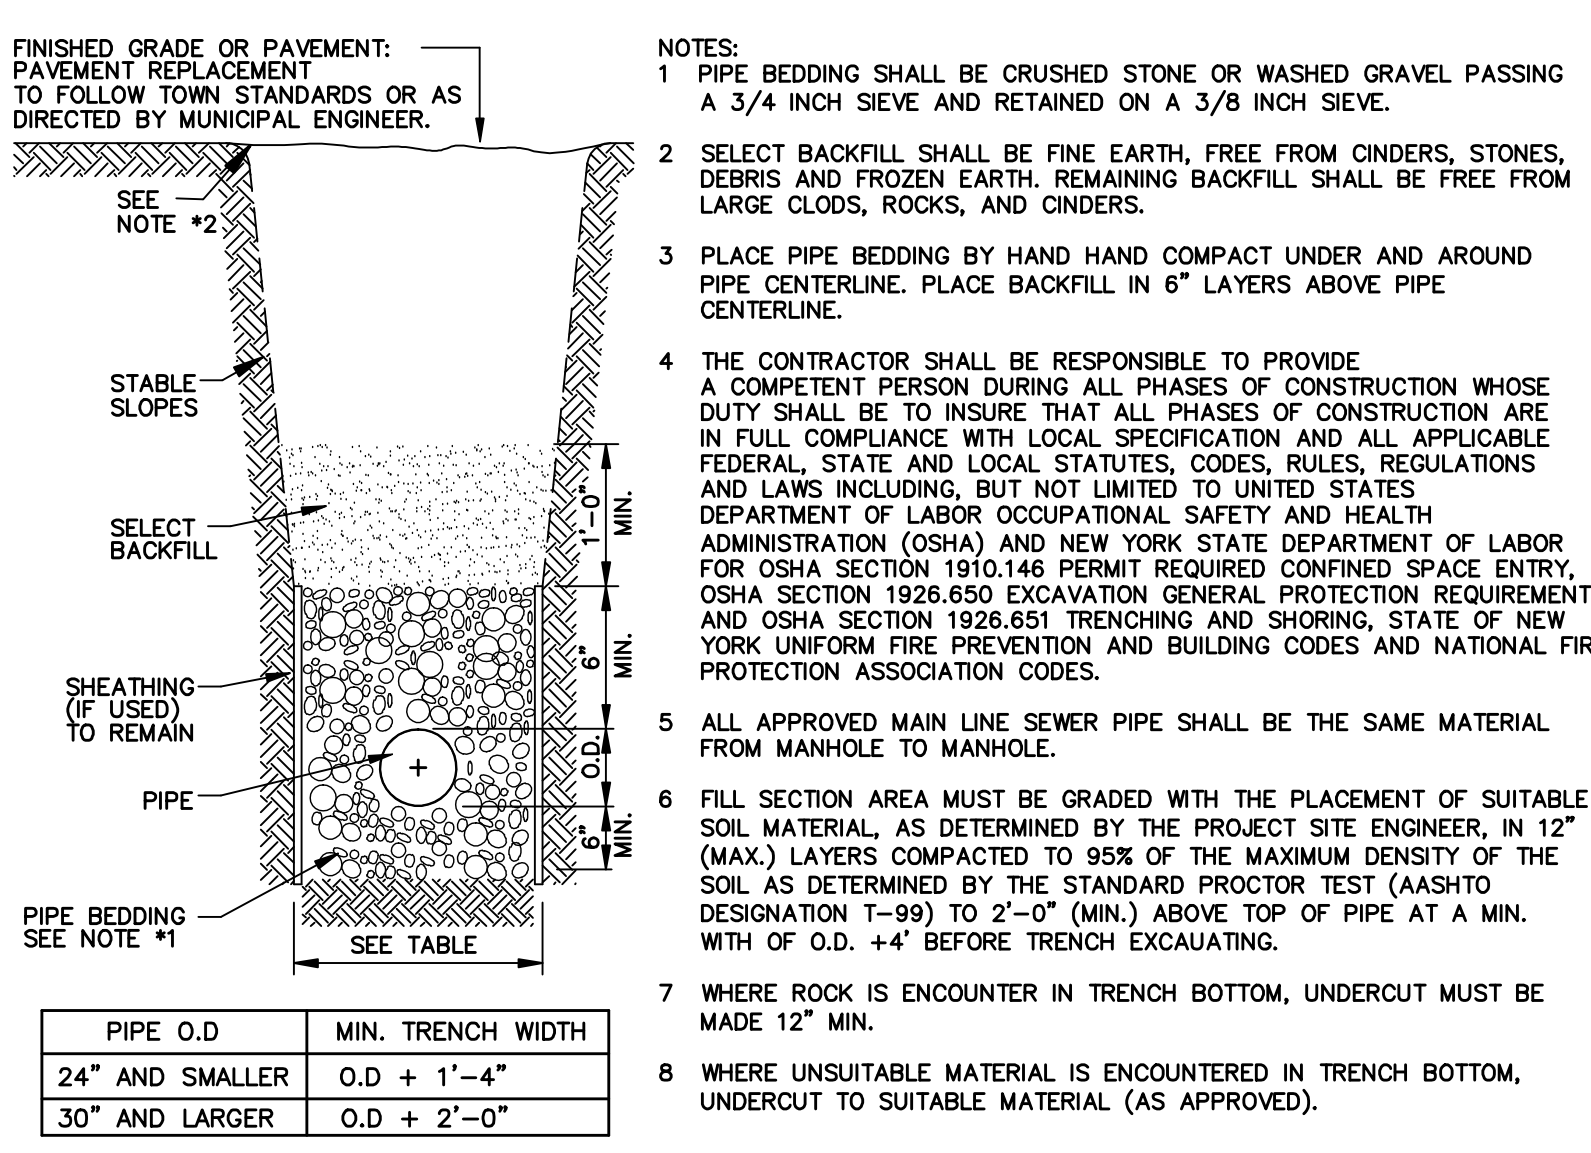 FINISHED GRADE OR PAVEMENT:
PAVEMENT REPLACEMENT
TO FOLLOW TOWN STANDARDS OR AS
DIRECTED BY MUNICIPAL ENGINEER.
SEE
NOTE *2
STABLE
SLOPES
SELECT
BACKFILL
1'-0"
MIN.
6"
MIN.
SHEATHING
(IF USED)
TO REMAIN
O.D.
PIPE
6"
MIN.
PIPE BEDDING
SEE NOTE *1
SEE TABLE
PIPE O.D MIN. TRENCH WIDTH
24" AND SMALLER O.D + 1'-4"
30" AND LARGER O.D + 2'-0"
NOTES:
1 PIPE BEDDING SHALL BE CRUSHED STONE OR WASHED GRAVEL PASSING
A 3/4 INCH SIEVE AND RETAINED ON A 3/8 INCH SIEVE.
2 SELECT BACKFILL SHALL BE FINE EARTH, FREE FROM CINDERS, STONES,
DEBRIS AND FROZEN EARTH. REMAINING BACKFILL SHALL BE FREE FROM
LARGE CLODS, ROCKS, AND CINDERS.
3 PLACE PIPE BEDDING BY HAND HAND COMPACT UNDER AND AROUND
PIPE CENTERLINE. PLACE BACKFILL IN 6" LAYERS ABOVE PIPE
CENTERLINE.
4 THE CONTRACTOR SHALL BE RESPONSIBLE TO PROVIDE
A COMPETENT PERSON DURING ALL PHASES OF CONSTRUCTION WHOSE
DUTY SHALL BE TO INSURE THAT ALL PHASES OF CONSTRUCTION ARE
IN FULL COMPLIANCE WITH LOCAL SPECIFICATION AND ALL APPLICABLE
FEDERAL, STATE AND LOCAL STATUTES, CODES, RULES, REGULATIONS
AND LAWS INCLUDING, BUT NOT LIMITED TO UNITED STATES
DEPARTMENT OF LABOR OCCUPATIONAL SAFETY AND HEALTH
ADMINISTRATION (OSHA) AND NEW YORK STATE DEPARTMENT OF LABOR
FOR OSHA SECTION 1910.146 PERMIT REQUIRED CONFINED SPACE ENTRY,
OSHA SECTION 1926.650 EXCAVATION GENERAL PROTECTION REQUIREMENT
AND OSHA SECTION 1926.651 TRENCHING AND SHORING, STATE OF NEW
YORK UNIFORM FIRE PREVENTION AND BUILDING CODES AND NATIONAL FIR
PROTECTION ASSOCIATION CODES.
5 ALL APPROVED MAIN LINE SEWER PIPE SHALL BE THE SAME MATERIAL
FROM MANHOLE TO MANHOLE.
6 FILL SECTION AREA MUST BE GRADED WITH THE PLACEMENT OF SUITABLE
SOIL MATERIAL, AS DETERMINED BY THE PROJECT SITE ENGINEER, IN 12"
(MAX.) LAYERS COMPACTED TO 95% OF THE MAXIMUM DENSITY OF THE
SOIL AS DETERMINED BY THE STANDARD PROCTOR TEST (AASHTO
DESIGNATION T-99) TO 2'-0" (MIN.) ABOVE TOP OF PIPE AT A MIN.
WITH OF O.D. +4' BEFORE TRENCH EXCAUATING.
7 WHERE ROCK IS ENCOUNTER IN TRENCH BOTTOM, UNDERCUT MUST BE
MADE 12" MIN.
8 WHERE UNSUITABLE MATERIAL IS ENCOUNTERED IN TRENCH BOTTOM,
UNDERCUT TO SUITABLE MATERIAL (AS APPROVED).